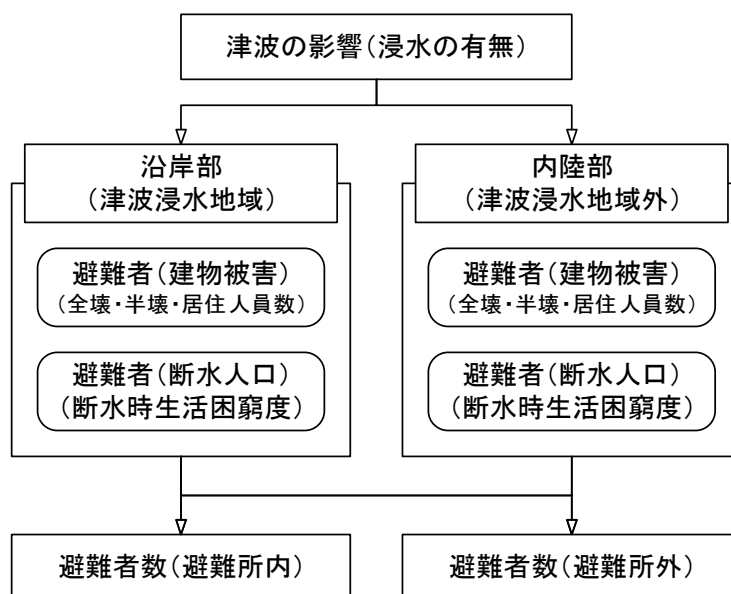 津波の影響(浸水の有無)
沿岸部
(津波浸水地域)
避難者(建物被害)
(全壊・半壊・居住人員数)
避難者(断水人口)
(断水時生活困窮度)
内陸部
(津波浸水地域外)
避難者(建物被害)
(全壊・半壊・居住人員数)
避難者(断水人口)
(断水時生活困窮度)
避難者数(避難所内)
避難者数(避難所外)